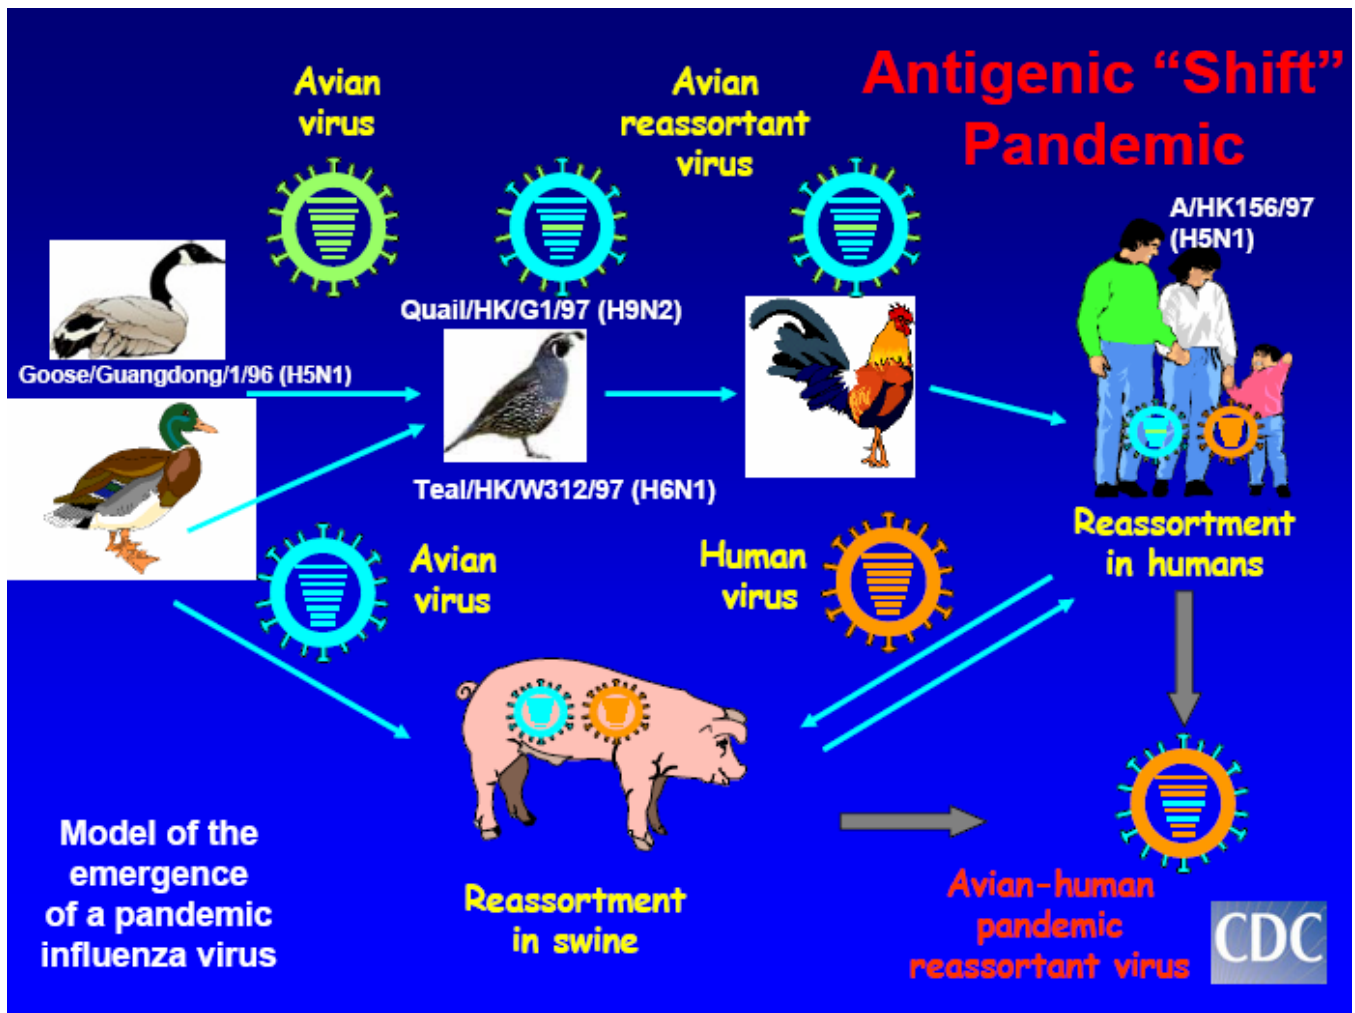 Antigenic “Shift”
Pandemic
Avian
virus
Avian
reassortant
virus
A/HK156/97
(H5N1)
Quail/HK/G1/97 (H9N2)
Goose/Guangdong/1/96 (H5N1)
Teal/HK/W312/97 (H6N1)
Avian
virus
Human
virus
Reassortment
in humans
Model of the
emergence
of a pandemic
influenza virus
Reassortment
in swine
Avian-human
pandemic
reassortant virus
CDC